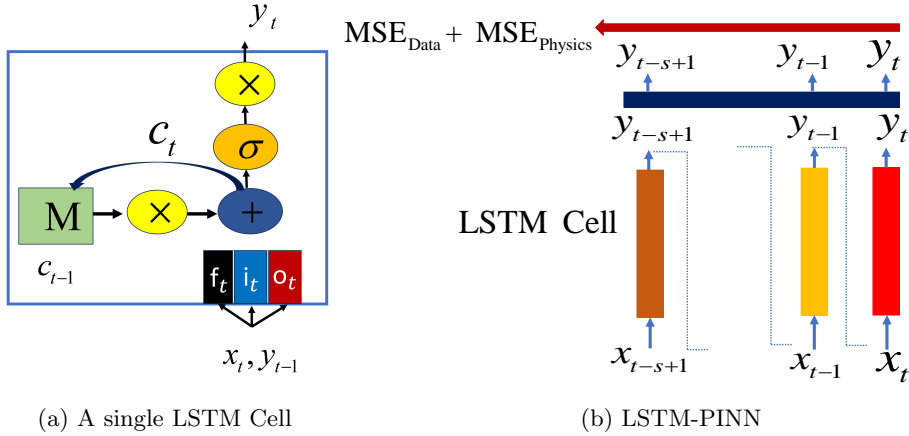 y_t
×
σ
c_t
M
×
+
c_{t−1}
f_t i_t o_t
x_t, y_{t−1}
(a) A single LSTM Cell
MSE_Data + MSE_Physics
y_{t−s+1} y_{t−1} y_t
y_{t−s+1} y_{t−1} y_t
LSTM Cell
x_{t−s+1} x_{t−1} x_t
(b) LSTM-PINN